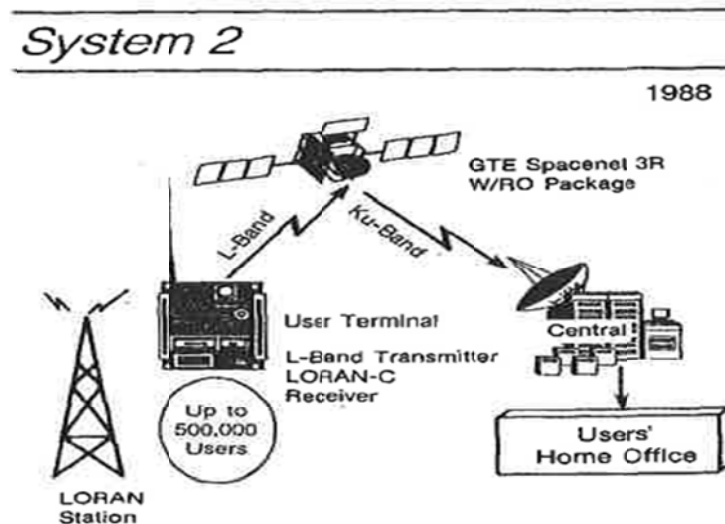 System 2
1988
GTE Spacenet 3R
W/RO Package
L-Band
Ku-Band
User Terminal
L-Band Transmitter
LORAN-C
Receiver
Central
Up to
500,000
Users
Users'
Home Office
LORAN
Station